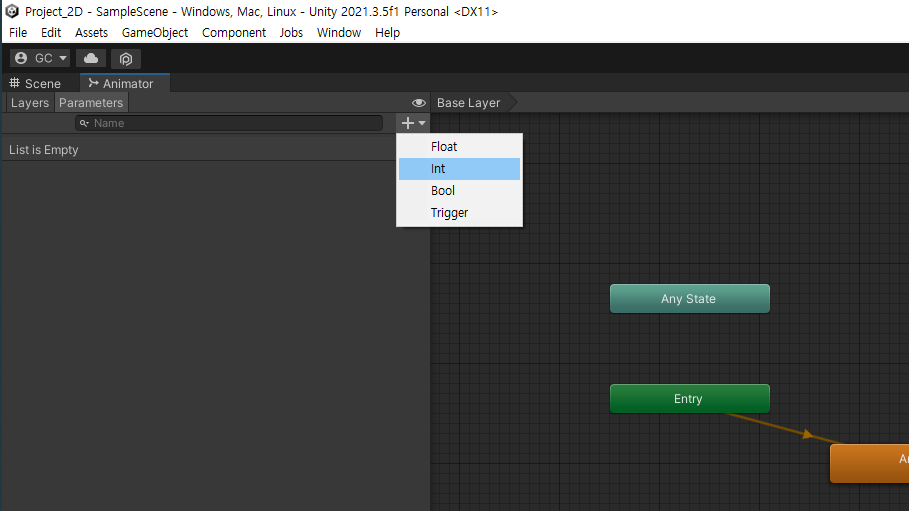 Project_2D - SampleScene - Windows, Mac, Linux - Unity 2021.3.5f1 Personal <DX11>
File Edit Assets GameObject Component Jobs Window Help
GC
Scene Animator
Layers Parameters Base Layer
Name
List is Empty
Float
Int
Bool
Trigger
Any State
Entry